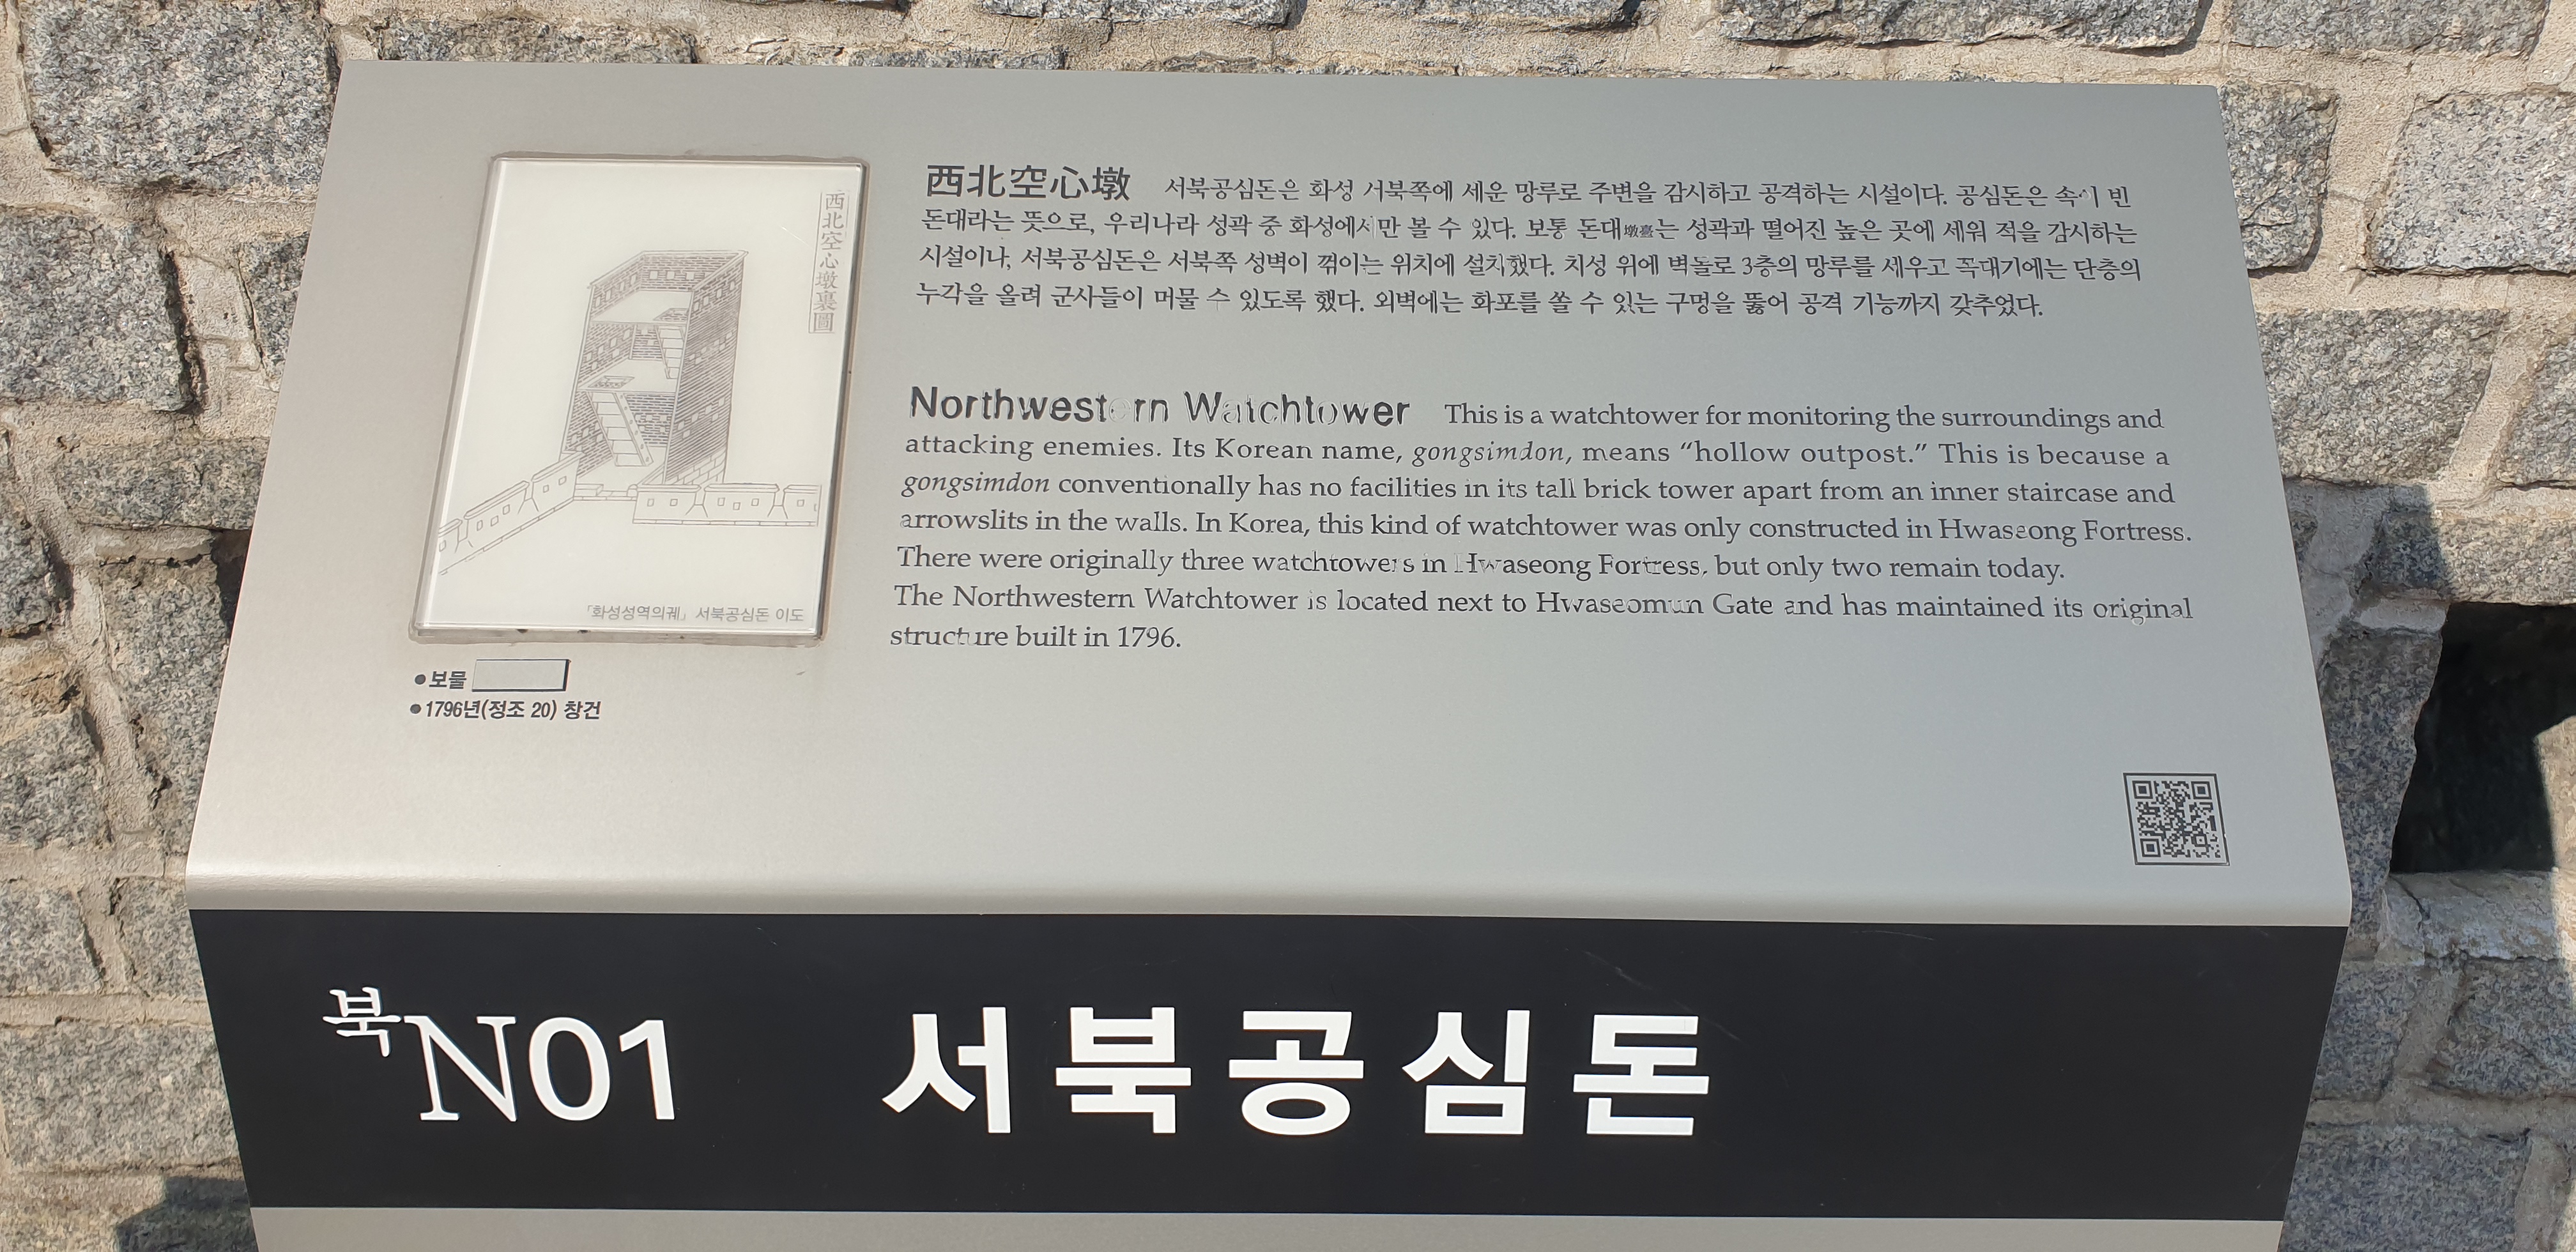 西北空心墩裏圖
「화성성역의궤」 서북공심돈 이도
●보물
●1796년(정조 20) 창건
西北空心墩 서북공심돈은 화성 서북쪽에 세운 망루로 주변을 감시하고 공격하는 시설이다. 공심돈은 속이 빈
돈대라는 뜻으로, 우리나라 성곽 중 화성에서만 볼 수 있다. 보통 돈대墩臺는 성곽과 떨어진 높은 곳에 세워 적을 감시하는
시설이나, 서북공심돈은 서북쪽 성벽이 꺾이는 위치에 설치했다. 치성 위에 벽돌로 3층의 망루를 세우고 꼭대기에는 단층의
누각을 올려 군사들이 머물 수 있도록 했다. 외벽에는 화포를 쏠 수 있는 구멍을 뚫어 공격 기능까지 갖추었다.
Northwestern Watchtower This is a watchtower for monitoring the surroundings and
attacking enemies. Its Korean name, gongsimdon, means “hollow outpost.” This is because a
gongsimdon conventionally has no facilities in its tall brick tower apart from an inner staircase and
arrowslits in the walls. In Korea, this kind of watchtower was only constructed in Hwaseong Fortress.
There were originally three watchtowers in Hwaseong Fortress, but only two remain today.
The Northwestern Watchtower is located next to Hwaseomun Gate and has maintained its original
structure built in 1796.
북N01 서북공심돈